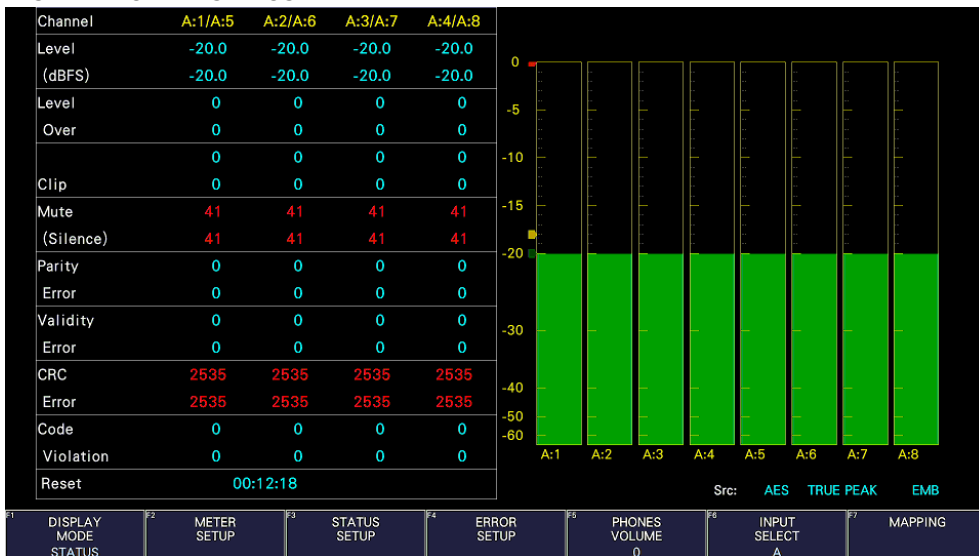 Channel A:1/A:5 A:2/A:6 A:3/A:7 A:4/A:8
Level -20.0 -20.0 -20.0 -20.0
(dBFS) -20.0 -20.0 -20.0 -20.0
Level 0 0 0 0
Over 0 0 0 0
0 0 0 0
Clip 0 0 0 0
Mute 41 41 41 41
(Silence) 41 41 41 41
Parity 0 0 0 0
Error 0 0 0 0
Validity 0 0 0 0
Error 0 0 0 0
CRC 2535 2535 2535 2535
Error 2535 2535 2535 2535
Code 0 0 0 0
Violation 0 0 0 0
Reset 00:12:18
0
-5
-10
-15
-20
-30
-40
-50
-60
A:1 A:2 A:3 A:4 A:5 A:6 A:7 A:8
Src: AES TRUE PEAK EMB
F1 DISPLAY MODE STATUS
F2 METER SETUP
F3 STATUS SETUP
F4 ERROR SETUP
F5 PHONES VOLUME 0
F6 INPUT SELECT A
F7 MAPPING